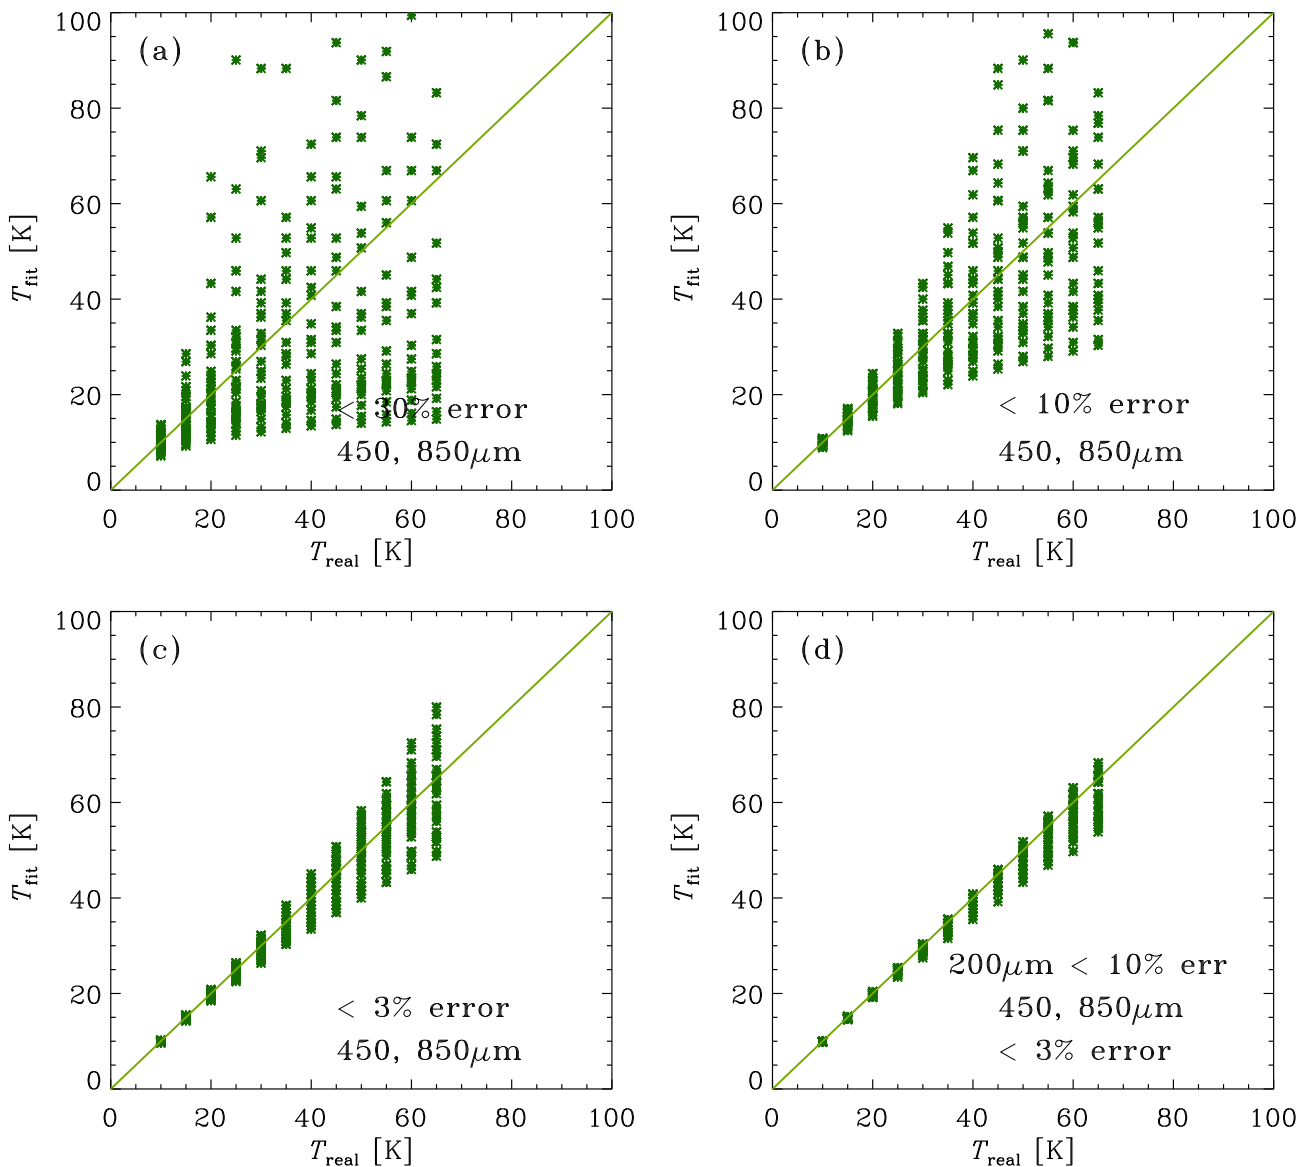 100
80
60
40
20
0
T_fit [K]
(a)
< 30% error
450, 850μm
0 20 40 60 80 100
T_real [K]
100
80
60
40
20
0
T_fit [K]
(b)
< 10% error
450, 850μm
0 20 40 60 80 100
T_real [K]
100
80
60
40
20
0
T_fit [K]
(c)
< 3% error
450, 850μm
0 20 40 60 80 100
T_real [K]
100
80
60
40
20
0
T_fit [K]
(d)
200μm < 10% err
450, 850μm
< 3% error
0 20 40 60 80 100
T_real [K]